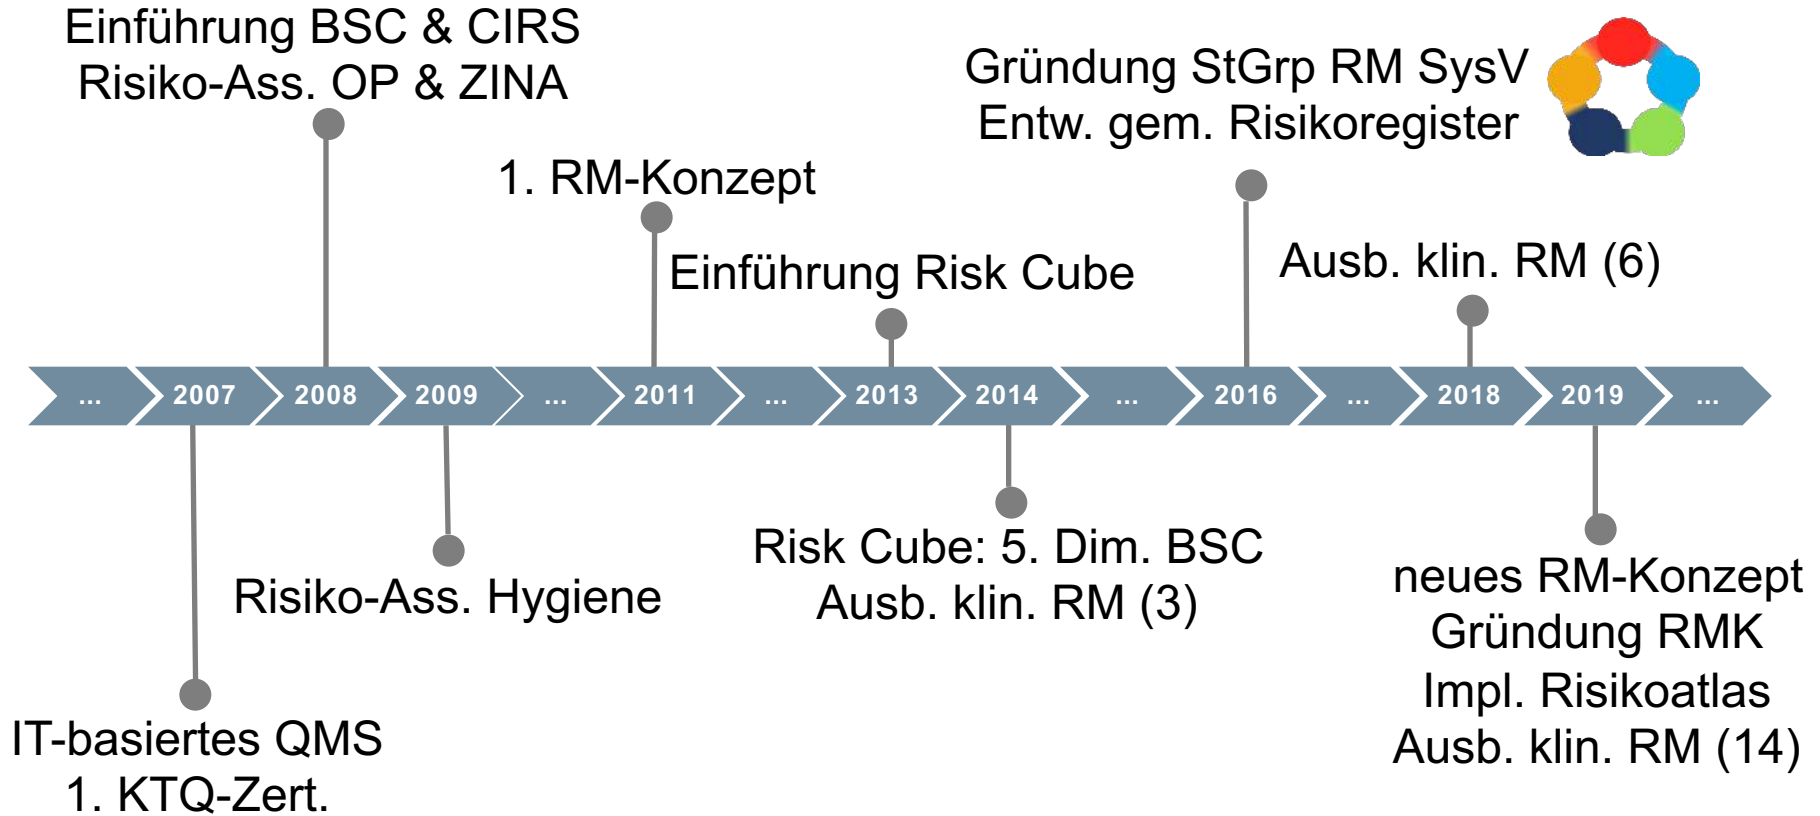 Einführung BSC & CIRS
Risiko-Ass. OP & ZINA
Gründung StGrp RM SysV
Entw. gem. Risikoregister
1. RM-Konzept
Einführung Risk Cube
Ausb. klin. RM (6)
... 2007 2008 2009 ... 2011 ... 2013 2014 ... 2016 ... 2018 2019 ...
Risiko-Ass. Hygiene
Risk Cube: 5. Dim. BSC
Ausb. klin. RM (3)
neues RM-Konzept
Gründung RMK
Impl. Risikoatlas
Ausb. klin. RM (14)
IT-basiertes QMS
1. KTQ-Zert.